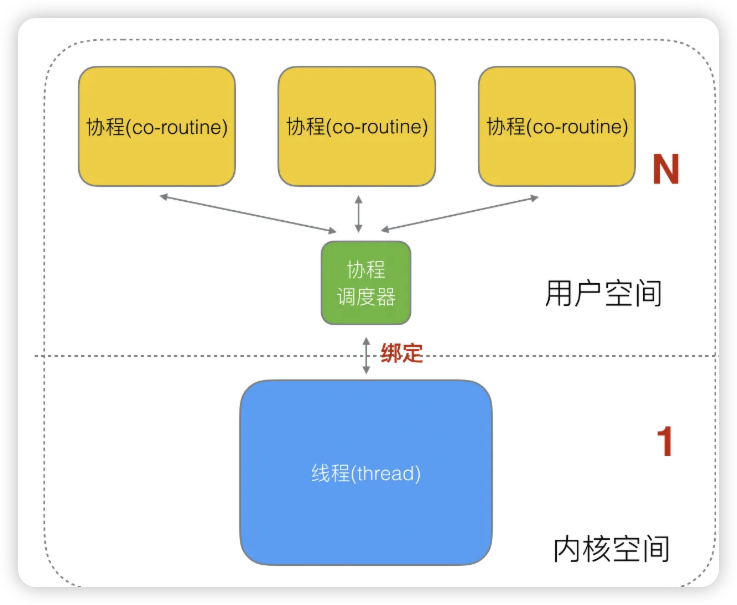 协程(co-routine)
协程(co-routine)
协程(co-routine)
N
协程
调度器
用户空间
绑定
1
线程(thread)
内核空间